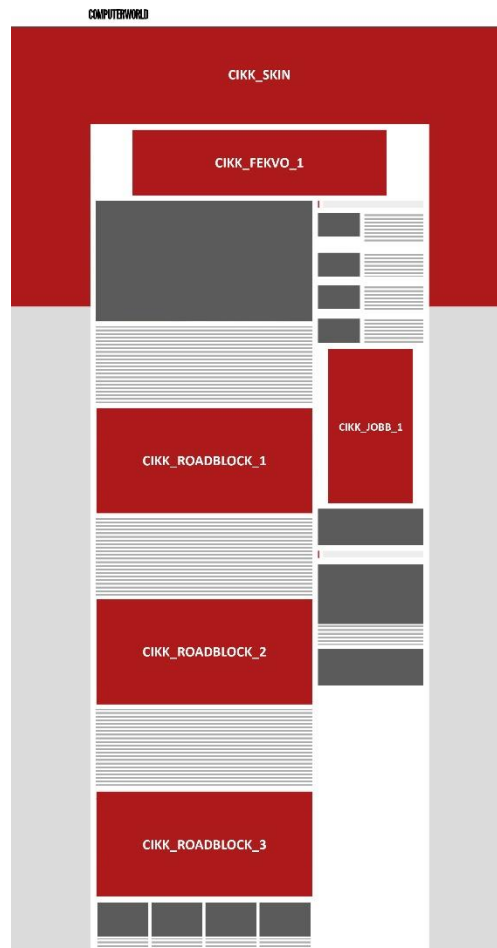 COMPUTERWORLD
CIKK_SKIN
CIKK_FEKVO_1
CIKK_JOBB_1
CIKK_ROADBLOCK_1
CIKK_ROADBLOCK_2
CIKK_ROADBLOCK_3